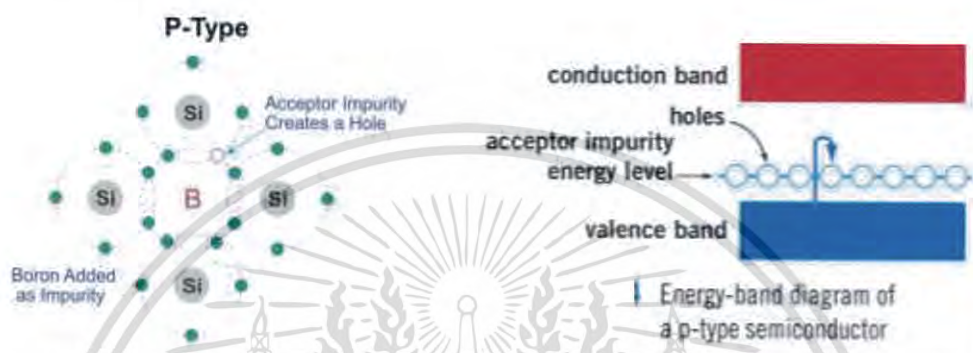 P-Type
Si
Acceptor Impurity
Creates a Hole
Si
B
Si
Boron Added
as Impurity
Si
conduction band
holes
acceptor impurity
energy level
valence band
Energy-band diagram of
a p-type semiconductor